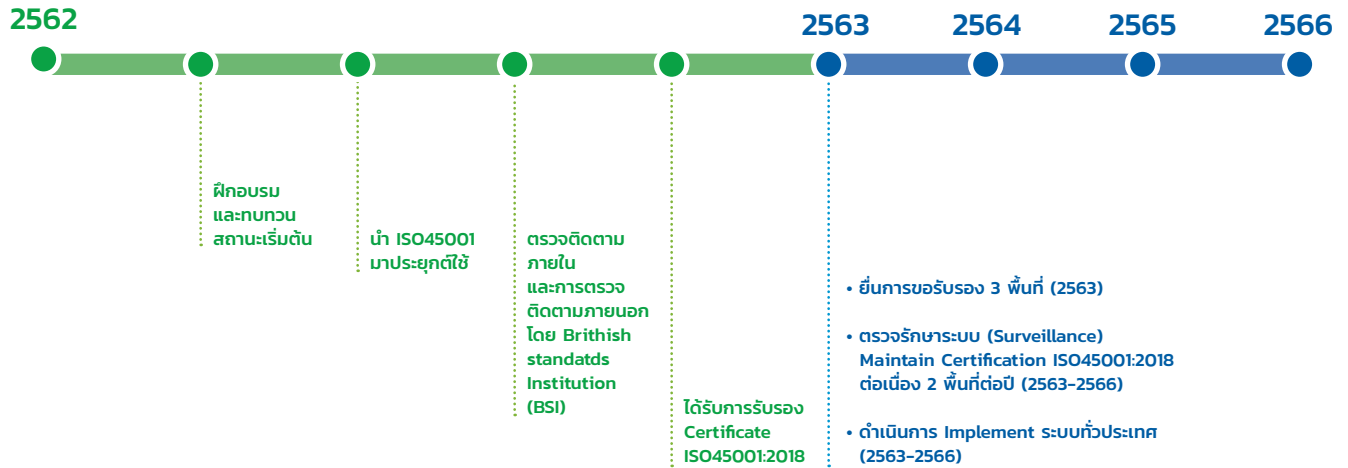 2562
2563
2564
2565
2566
ฝึกอบรม
และทบทวน
สถานะเริ่มต้น
นำ ISO45001
มาประยุกต์ใช้
ตรวจติดตาม
ภายใน
และการตรวจ
ติดตามภายนอก
โดย Brithish
standatds
Institution
(BSI)
ได้รับการรับรอง
Certificate
ISO45001:2018
• ยื่นการขอรับรอง 3 พื้นที่ (2563)
• ตรวจรักษาระบบ (Surveillance)
Maintain Certification ISO45001:2018
ต่อเนื่อง 2 พื้นที่ต่อปี (2563-2566)
• ดำเนินการ Implement ระบบทั่วประเทศ
(2563-2566)